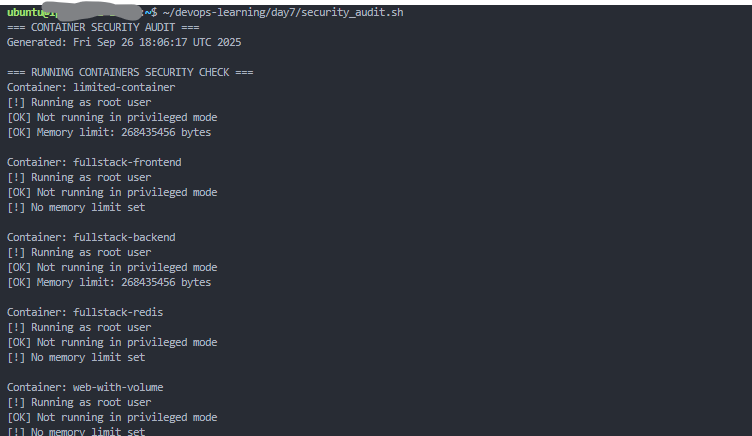 ubuntu@ :~$ ~/devops-learning/day7/security_audit.sh
=== CONTAINER SECURITY AUDIT ===
Generated: Fri Sep 26 18:06:17 UTC 2025
=== RUNNING CONTAINERS SECURITY CHECK ===
Container: limited-container
[!] Running as root user
[OK] Not running in privileged mode
[OK] Memory limit: 268435456 bytes
Container: fullstack-frontend
[!] Running as root user
[OK] Not running in privileged mode
[!] No memory limit set
Container: fullstack-backend
[!] Running as root user
[OK] Not running in privileged mode
[OK] Memory limit: 268435456 bytes
Container: fullstack-redis
[!] Running as root user
[OK] Not running in privileged mode
[!] No memory limit set
Container: web-with-volume
[!] Running as root user
[OK] Not running in privileged mode
[!] No memory limit set